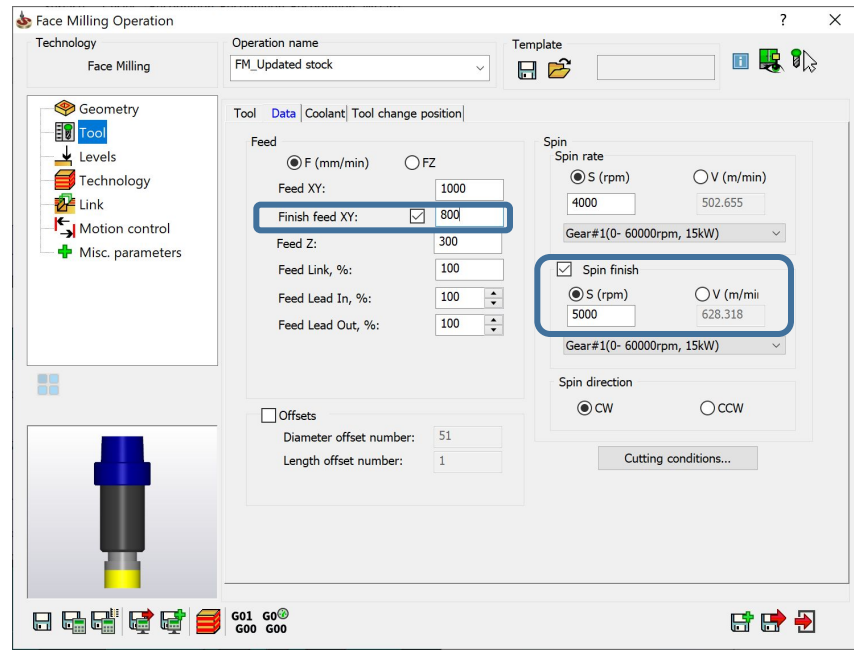 Face Milling Operation
?
Technology
Face Milling
Operation name
FM_Updated stock
Template
Geometry
Tool
Levels
Technology
Link
Motion control
Misc. parameters
Tool Data Coolant Tool change position
Feed
F (mm/min) FZ
Feed XY: 1000
Finish feed XY: 800
Feed Z: 300
Feed Link, %: 100
Feed Lead In, %: 100
Feed Lead Out, %: 100
Offsets
Diameter offset number: 51
Length offset number: 1
Spin
Spin rate
S (rpm) V (m/min)
4000 502.655
Gear#1(0- 60000rpm, 15kW)
Spin finish
S (rpm) V (m/mi
5000 628.318
Gear#1(0- 60000rpm, 15kW)
Spin direction
CW CCW
Cutting conditions...
G01 G0
G00 G00